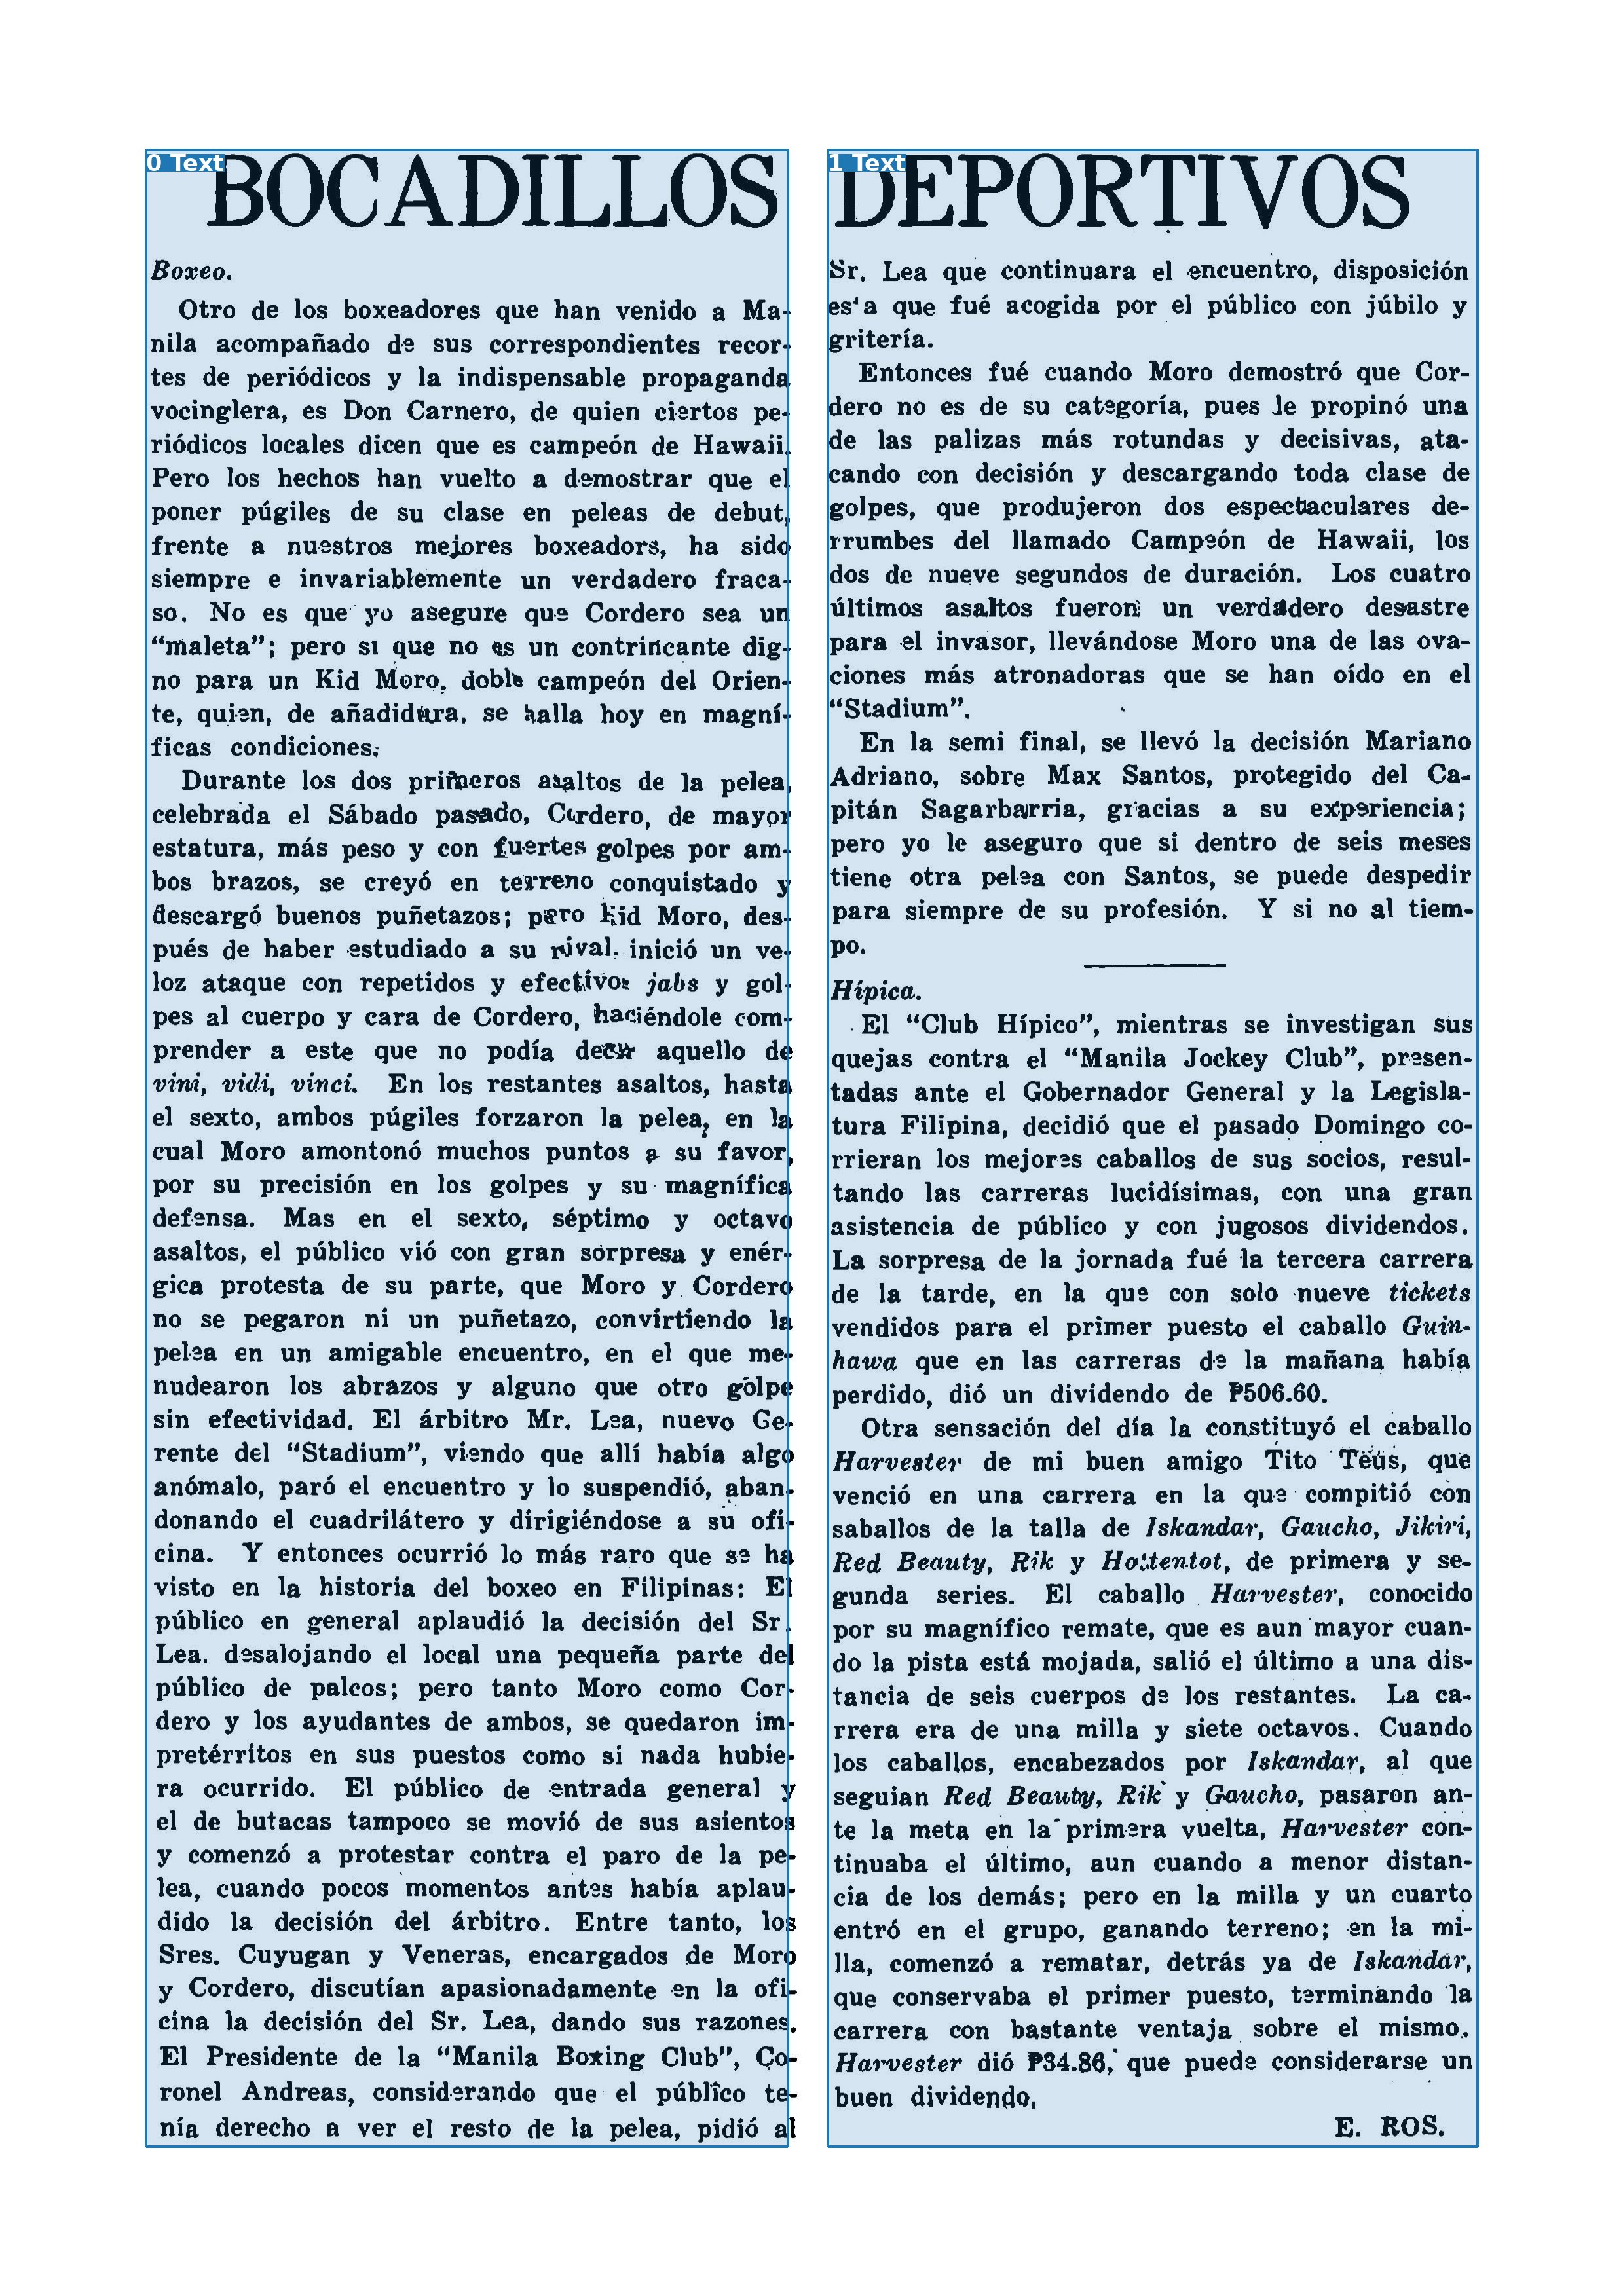 BOCADILLOS DEPORTIVOS
Boxeo.
Otro de los boxeadores que han venido a Ma-
nila acompañado de sus correspondientes recor-
tes de periódicos y la indispensable propaganda
vocinglera, es Don Carnero, de quien ciertos pe-
riódicos locales dicen que es campeón de Hawaii.
Pero los hechos han vuelto a demostrar que el
poner púgiles de su clase en peleas de debut,
frente a nuestros mejores boxeadors, ha sido
siempre e invariablemente un verdadero fraca-
so. No es que yo asegure que Cordero sea un
“maleta”; pero si que no es un contrincante dig-
no para un Kid Moro, doble campeón del Orien-
te, quien, de añadidura, se halla hoy en magní-
ficas condiciones.
Durante los dos primeros asaltos de la pelea,
celebrada el Sábado pasado, Cordero, de mayor
estatura, más peso y con fuertes golpes por am-
bos brazos, se creyó en terreno conquistado y
descargó buenos puñetazos; pero Kid Moro, des-
pués de haber estudiado a su rival, inició un ve-
loz ataque con repetidos y efectivos jabs y gol-
pes al cuerpo y cara de Cordero, haciéndole com-
prender a este que no podía decir aquello de
vini, vidi, vinci. En los restantes asaltos, hasta
el sexto, ambos púgiles forzaron la pelea, en la
cual Moro amontonó muchos puntos a su favor,
por su precisión en los golpes y su magnífica
defensa. Mas en el sexto, séptimo y octavo
asaltos, el público vió con gran sorpresa y enér-
gica protesta de su parte, que Moro y Cordero
no se pegaron ni un puñetazo, convirtiendo la
pelea en un amigable encuentro, en el que me-
nudearon los abrazos y alguno que otro golpe
sin efectividad. El árbitro Mr. Lea, nuevo Ge-
rente del “Stadium”, viendo que allí había algo
anómalo, paró el encuentro y lo suspendió, aban-
donando el cuadrilátero y dirigiéndose a su ofi-
cina. Y entonces ocurrió lo más raro que se ha
visto en la historia del boxeo en Filipinas: El
público en general aplaudió la decisión del Sr.
Lea. desalojando el local una pequeña parte del
público de palcos; pero tanto Moro como Cor-
dero y los ayudantes de ambos, se quedaron im-
pretérritos en sus puestos como si nada hubie-
ra ocurrido. El público de entrada general y
el de butacas tampoco se movió de sus asientos
y comenzó a protestar contra el paro de la pe-
lea, cuando pocos momentos antes había aplau-
dido la decisión del árbitro. Entre tanto, los
Sres. Cuyugan y Veneras, encargados de Moro
y Cordero, discutían apasionadamente en la ofi-
cina la decisión del Sr. Lea, dando sus razones.
El Presidente de la “Manila Boxing Club”, Co-
ronel Andreas, considerando que el público te-
nía derecho a ver el resto de la pelea, pidió al
Sr. Lea que continuara el encuentro, disposición
esta que fué acogida por el público con júbilo y
gritería.
Entonces fué cuando Moro demostró que Cor-
dero no es de su categoría, pues le propinó una
de las palizas más rotundas y decisivas, ata-
cando con decisión y descargando toda clase de
golpes, que produjeron dos espectaculares de-
rrumbes del llamado Campeón de Hawaii, los
dos de nueve segundos de duración. Los cuatro
últimos asaltos fueron un verdadero desastre
para el invasor, llevándose Moro una de las ova-
ciones más atronadoras que se han oído en el
“Stadium”.
En la semi final, se llevó la decisión Mariano
Adriano, sobre Max Santos, protegido del Ca-
pitán Sagarbarria, gracias a su experiencia;
pero yo le aseguro que si dentro de seis meses
tiene otra pelea con Santos, se puede despedir
para siempre de su profesión. Y si no al tiem-
po.
Hípica.
El “Club Hípico”, mientras se investigan sus
quejas contra el “Manila Jockey Club”, presen-
tadas ante el Gobernador General y la Legisla-
tura Filipina, decidió que el pasado Domingo co-
rrieran los mejores caballos de sus socios, resul-
tando las carreras lucidísimas, con una gran
asistencia de público y con jugosos dividendos.
La sorpresa de la jornada fué la tercera carrera
de la tarde, en la que con solo nueve tickets
vendidos para el primer puesto el caballo Guin-
hawa que en las carreras de la mañana había
perdido, dió un dividendo de ₱506.60.
Otra sensación del día la constituyó el caballo
Harvester de mi buen amigo Tito Teus, que
venció en una carrera en la que compitió con
saballos de la talla de Iskandar, Gaucho, Jikiri,
Red Beauty, Rik y Hottentot, de primera y se-
gunda series. El caballo Harvester, conocido
por su magnífico remate, que es aun mayor cuan-
do la pista está mojada, salió el último a una dis-
tancia de seis cuerpos de los restantes. La ca-
rrera era de una milla y siete octavos. Cuando
los caballos, encabezados por Iskandar, al que
seguian Red Beauty, Rik y Gaucho, pasaron an-
te la meta en la primera vuelta, Harvester con-
tinuaba el último, aun cuando a menor distan-
cia de los demás; pero en la milla y un cuarto
entró en el grupo, ganando terreno; en la mi-
lla, comenzó a rematar, detrás ya de Iskandar,
que conservaba el primer puesto, terminando la
carrera con bastante ventaja sobre el mismo.
Harvester dió ₱34.86, que puede considerarse un
buen dividendo.
E. ROS.